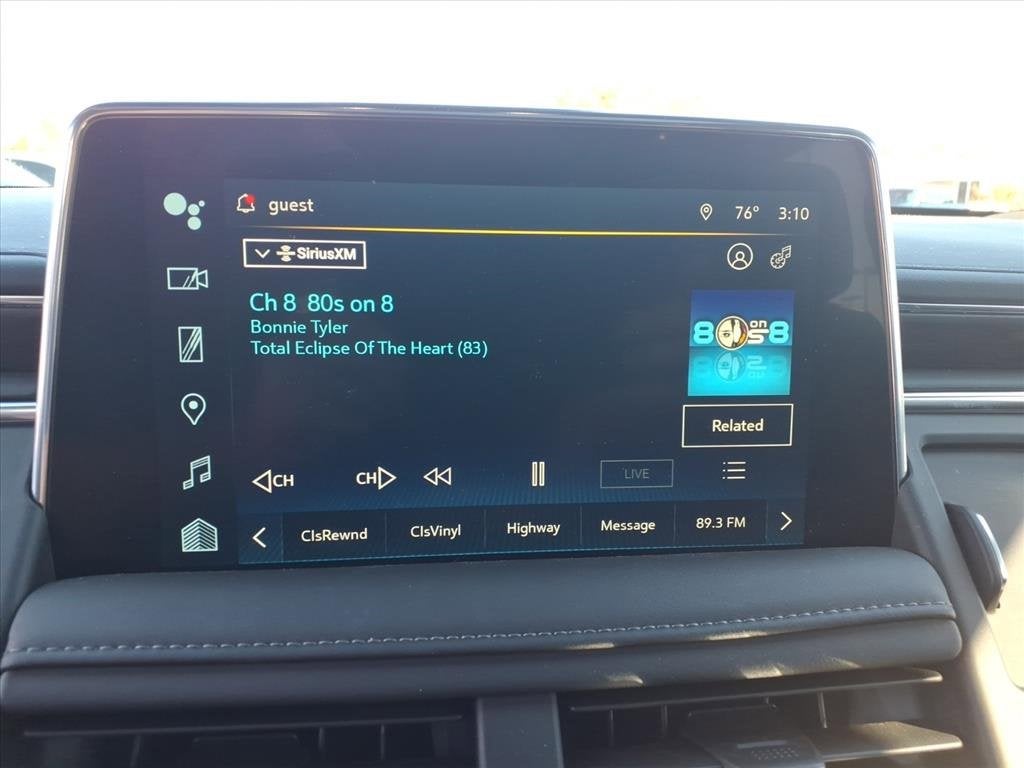 guest
76° 3:10
SiriusXM
Ch 8 80s on 8
Bonnie Tyler
Total Eclipse Of The Heart (83)
80s on 8
Related
CH CH LIVE
ClsRewnd ClsVinyl Highway Message 89.3 FM